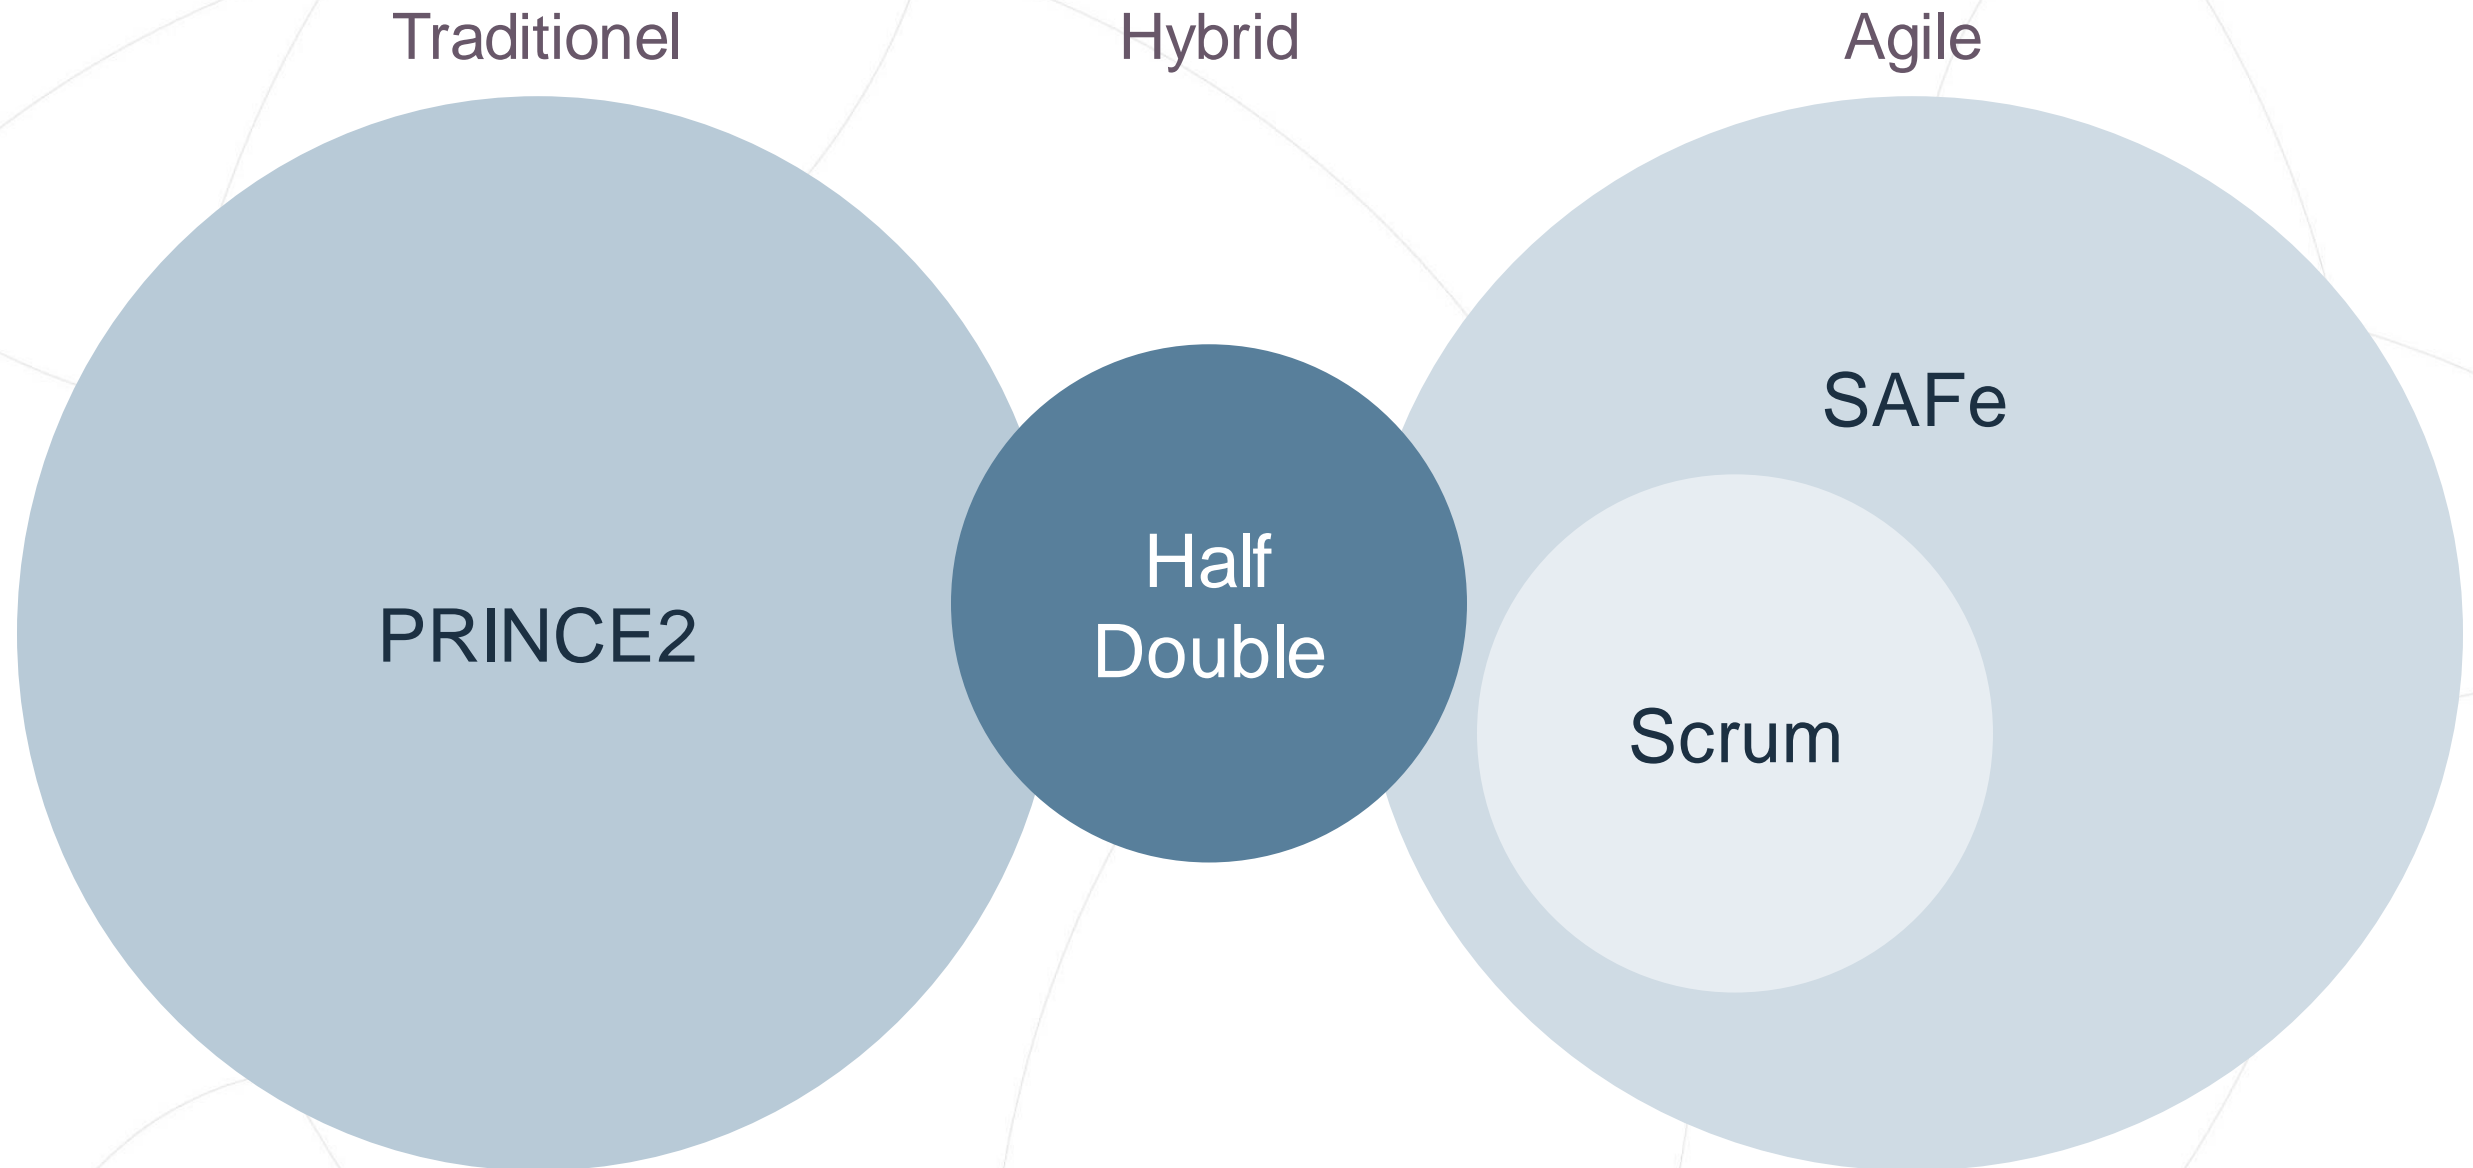 Traditionel
Hybrid
Agile
PRINCE2
Half
Double
SAFe
Scrum